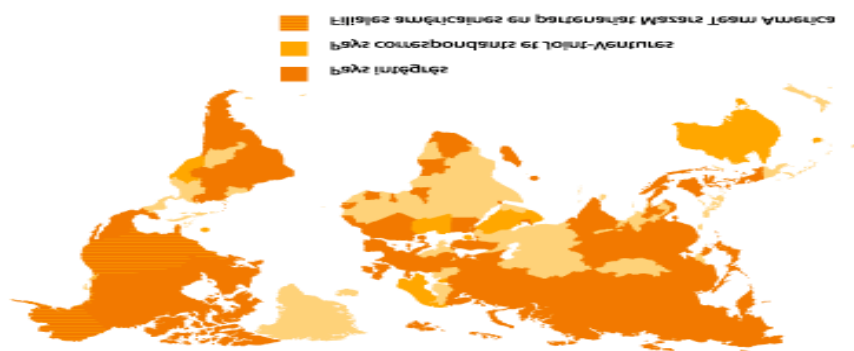 Pays intégrés
Pays correspondants et Joint-Ventures
Filiales américaines en partenariat Mazars Team America